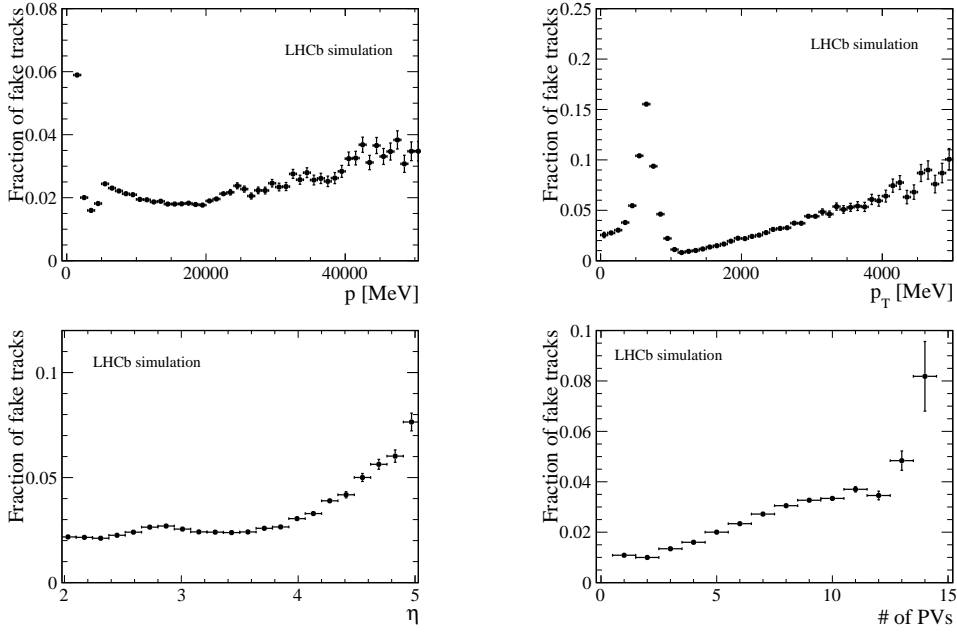 0.08
0.06
0.04
0.02
0
Fraction of fake tracks
LHCb simulation
0 20000 40000
p [MeV]
0.25
0.2
0.15
0.1
0.05
0
Fraction of fake tracks
LHCb simulation
0 2000 4000
p_T [MeV]
0.1
0.05
0
Fraction of fake tracks
LHCb simulation
2 3 4 5
η
0.1
0.08
0.06
0.04
0.02
0
Fraction of fake tracks
LHCb simulation
0 5 10 15
# of PVs